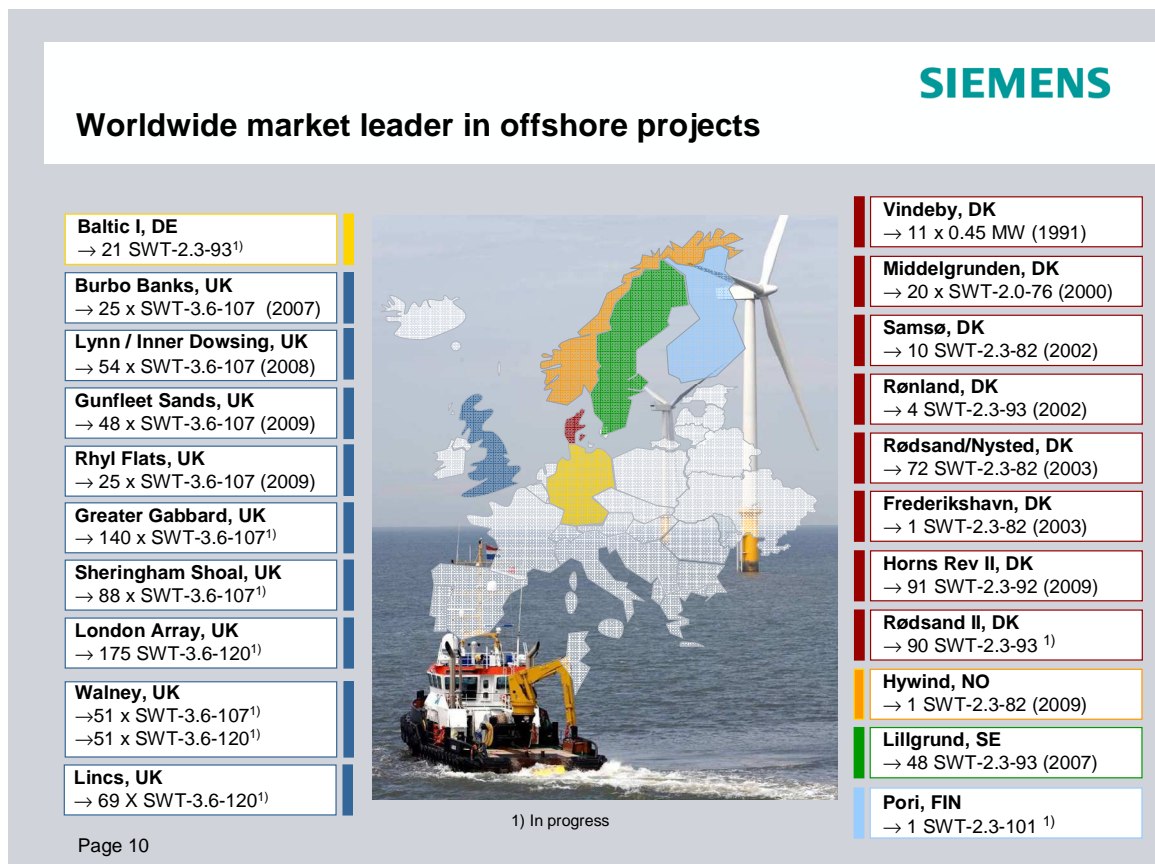 SIEMENS
Worldwide market leader in offshore projects
Baltic I, DE
→ 21 SWT-2.3-93¹⁾
Burbo Banks, UK
→ 25 x SWT-3.6-107 (2007)
Lynn / Inner Dowsing, UK
→ 54 x SWT-3.6-107 (2008)
Gunfleet Sands, UK
→ 48 x SWT-3.6-107 (2009)
Rhyl Flats, UK
→ 25 x SWT-3.6-107 (2009)
Greater Gabbard, UK
→ 140 x SWT-3.6-107¹⁾
Sheringham Shoal, UK
→ 88 x SWT-3.6-107¹⁾
London Array, UK
→ 175 SWT-3.6-120¹⁾
Walney, UK
→51 x SWT-3.6-107¹⁾
→51 x SWT-3.6-120¹⁾
Lincs, UK
→ 69 X SWT-3.6-120¹⁾
Vindeby, DK
→ 11 x 0.45 MW (1991)
Middelgrunden, DK
→ 20 x SWT-2.0-76 (2000)
Samsø, DK
→ 10 SWT-2.3-82 (2002)
Rønland, DK
→ 4 SWT-2.3-93 (2002)
Rødsand/Nysted, DK
→ 72 SWT-2.3-82 (2003)
Frederikshavn, DK
→ 1 SWT-2.3-82 (2003)
Horns Rev II, DK
→ 91 SWT-2.3-92 (2009)
Rødsand II, DK
→ 90 SWT-2.3-93 ¹⁾
Hywind, NO
→ 1 SWT-2.3-82 (2009)
Lillgrund, SE
→ 48 SWT-2.3-93 (2007)
Pori, FIN
→ 1 SWT-2.3-101 ¹⁾
1) In progress
Page 10